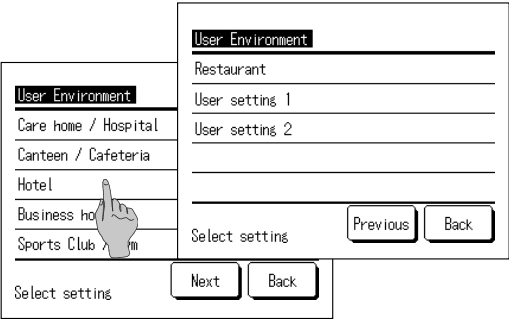 User Environment
Care home / Hospital
Canteen / Cafeteria
Hotel
Business
Sports Club /
Select setting
Next
Back
User Environment
Restaurant
User setting 1
User setting 2
Select setting
Previous
Back